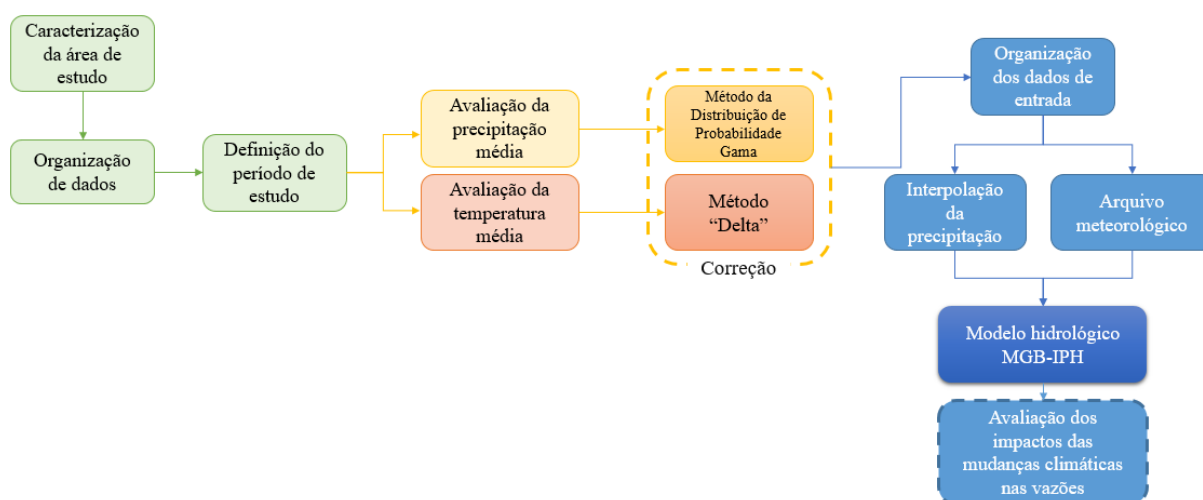 Caracterização
da área de
estudo
Organização
de dados
Definição do
período de
estudo
Avaliação da
precipitação
média
Avaliação da
temperatura
média
Método da
Distribuição de
Probabilidade
Gama
Método
“Delta”
Correção
Organização
dos dados de
entrada
Interpolação
da
precipitação
Arquivo
meteorológico
Modelo hidrológico
MGB-IPH
Avaliação dos
impactos das
mudanças climáticas
nas vazões